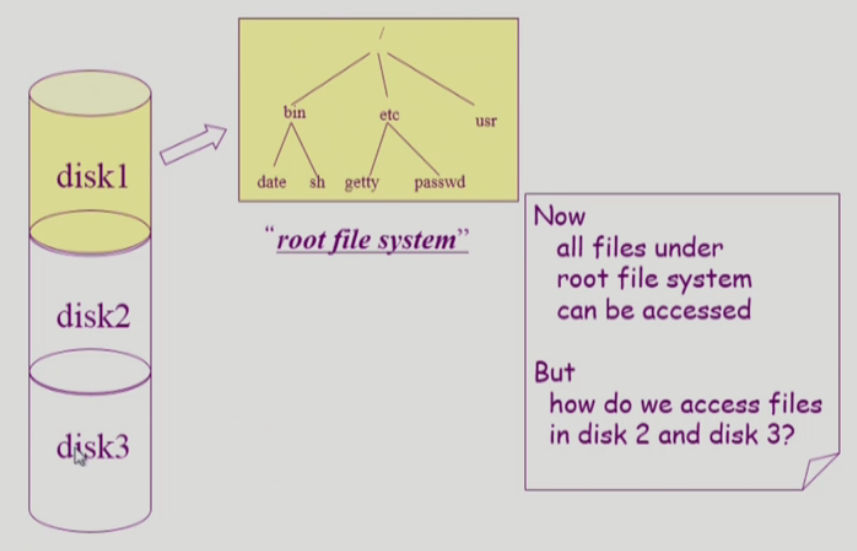 /
bin
etc
usr
date
sh
getty
passwd
"root file system"
disk1
disk2
disk3
Now
all files under
root file system
can be accessed
But
how do we access files
in disk 2 and disk 3?